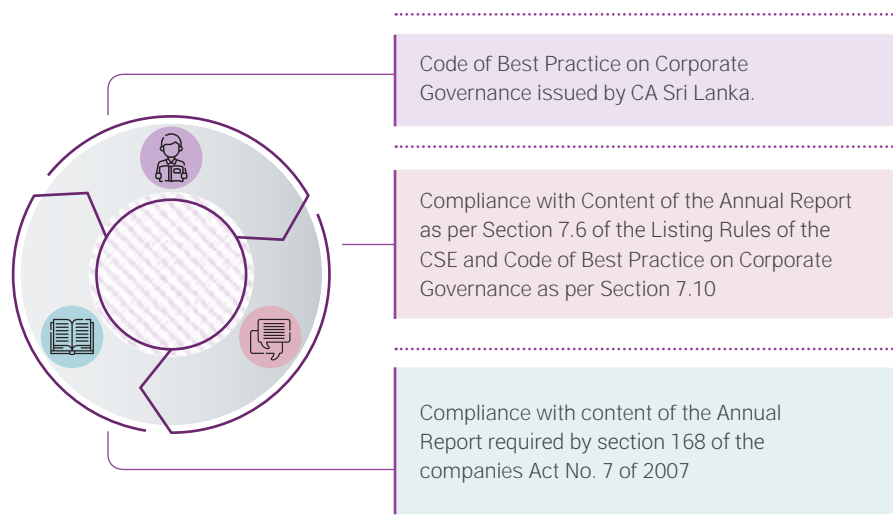 Code of Best Practice on Corporate
Governance issued by CA Sri Lanka.
Compliance with Content of the Annual Report
as per Section 7.6 of the Listing Rules of the
CSE and Code of Best Practice on Corporate
Governance as per Section 7.10
Compliance with content of the Annual
Report required by section 168 of the
companies Act No. 7 of 2007